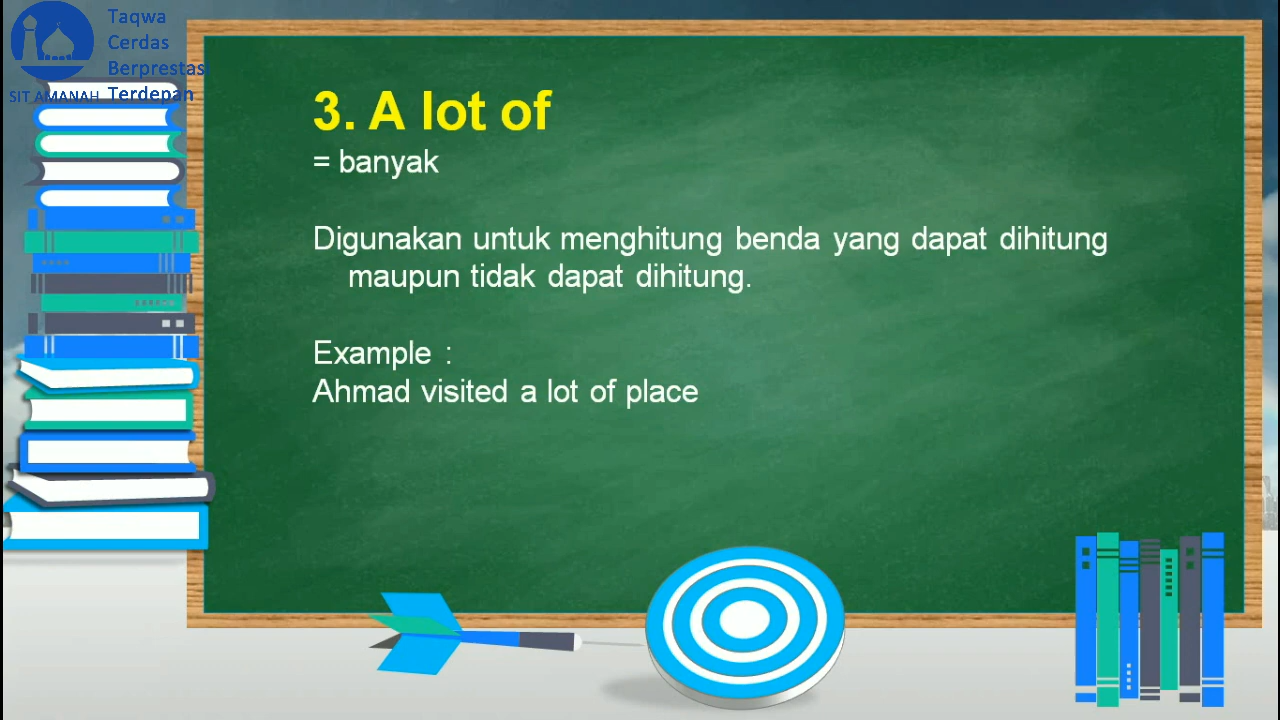 Taqwa
Cerdas
Berprestasi
SIT AMANAH Terdepan
3. A lot of
= banyak
Digunakan untuk menghitung benda yang dapat dihitung
maupun tidak dapat dihitung.
Example :
Ahmad visited a lot of place